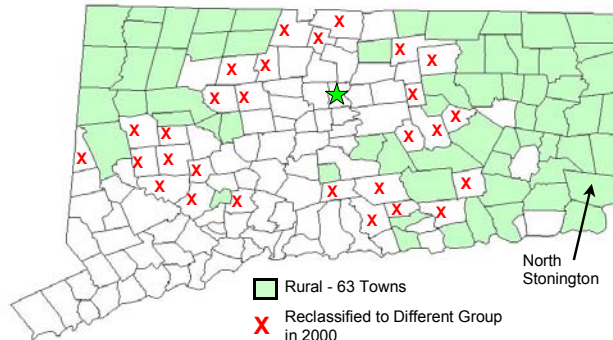 North
Stonington
Rural - 63 Towns
X Reclassified to Different Group
in 2000